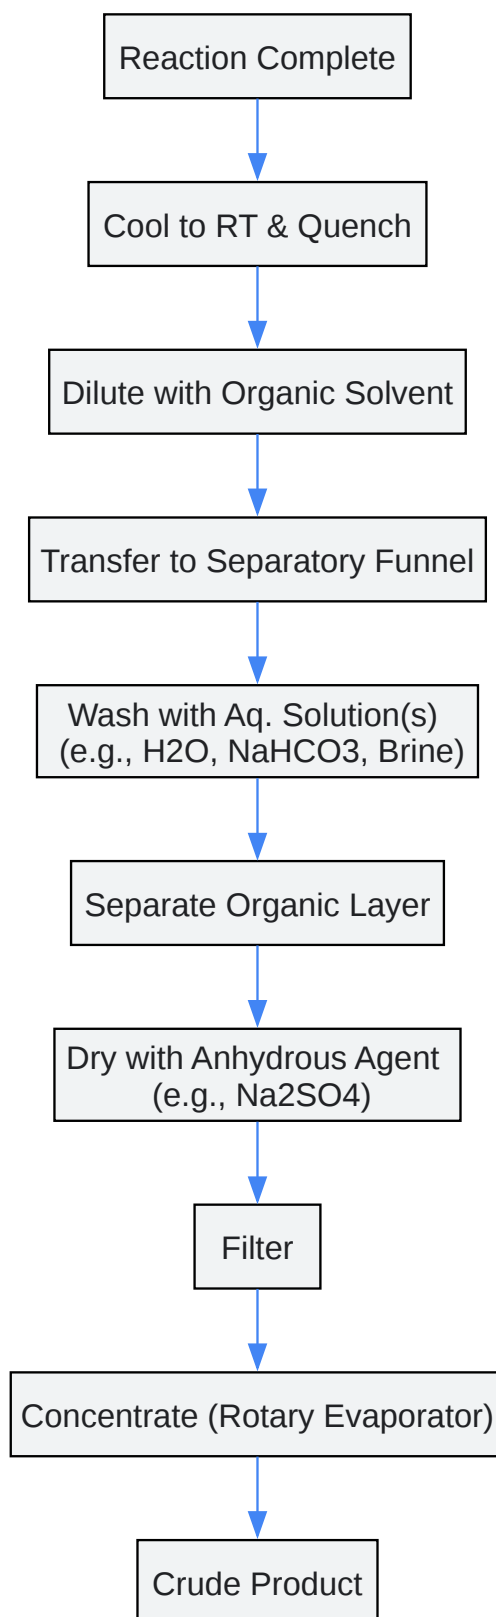 Reaction Complete
Cool to RT & Quench
Dilute with Organic Solvent
Transfer to Separatory Funnel
Wash with Aq. Solution(s)
(e.g., H2O, NaHCO3, Brine)
Separate Organic Layer
Dry with Anhydrous Agent
(e.g., Na2SO4)
Filter
Concentrate (Rotary Evaporator)
Crude Product